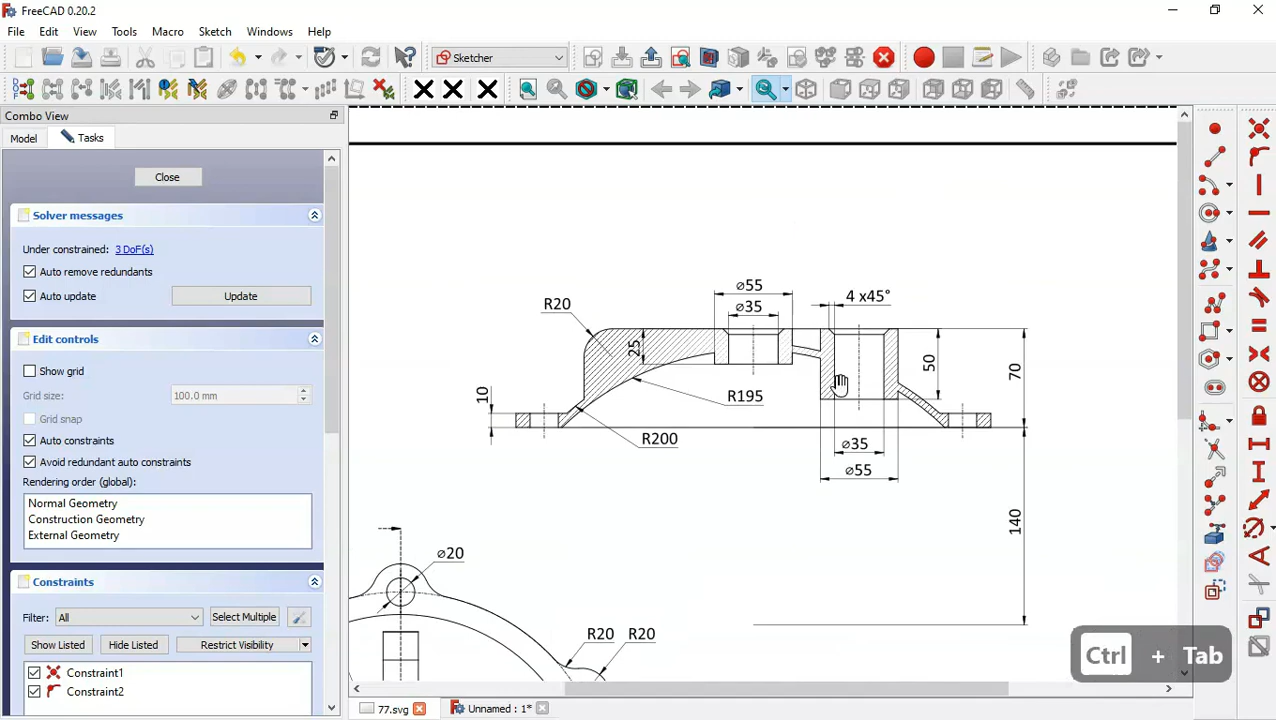 FreeCAD 0.20.2
File Edit View Tools Macro Sketch Windows Help
Sketcher
Combo View
Model Tasks
Close
Solver messages
Under constrained: 3 DoF(s)
Auto remove redundants
Auto update Update
Edit controls
Show grid
Grid size: 100.0 mm
Grid snap
Auto constraints
Avoid redundant auto constraints
Rendering order (global):
Normal Geometry
Construction Geometry
External Geometry
Constraints
Filter: All Select Multiple
Show Listed Hide Listed Restrict Visibility
Constraint1
Constraint2
⌀55
4 x45°
R20
⌀35
25
50
70
10
R195
R200
⌀35
⌀55
140
⌀20
R20 R20
Ctrl + Tab
77.svg Unnamed : 1*